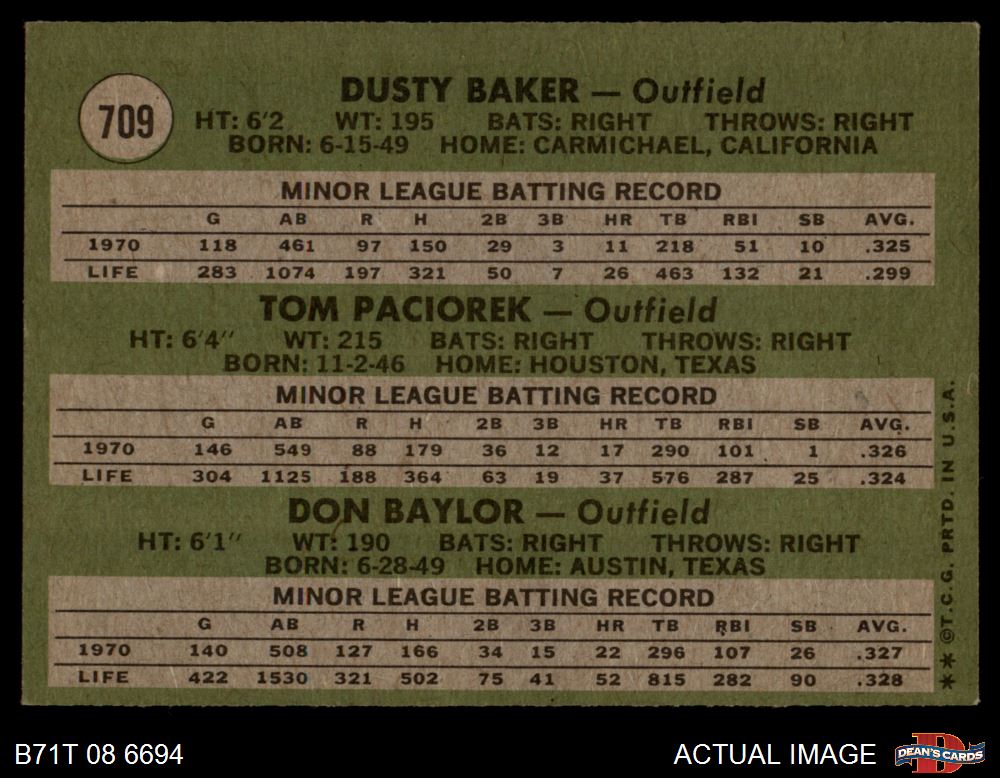 709
DUSTY BAKER — Outfield
HT: 6'2 WT: 195 BATS: RIGHT THROWS: RIGHT
BORN: 6-15-49 HOME: CARMICHAEL, CALIFORNIA
MINOR LEAGUE BATTING RECORD
G AB R H 2B 3B HR TB RBI SB AVG.
1970 118 461 97 150 29 3 11 218 51 10 .325
LIFE 283 1074 197 321 50 7 26 463 132 21 .299
TOM PACIOREK — Outfield
HT: 6'4" WT: 215 BATS: RIGHT THROWS: RIGHT
BORN: 11-2-46 HOME: HOUSTON, TEXAS
MINOR LEAGUE BATTING RECORD
G AB R H 2B 3B HR TB RBI SB AVG.
1970 146 549 88 179 36 12 17 290 101 1 .326
LIFE 304 1125 188 364 63 19 37 576 287 25 .324
DON BAYLOR — Outfield
HT: 6'1" WT: 190 BATS: RIGHT THROWS: RIGHT
BORN: 6-28-49 HOME: AUSTIN, TEXAS
MINOR LEAGUE BATTING RECORD
G AB R H 2B 3B HR TB RBI SB AVG.
1970 140 508 127 166 34 15 22 296 107 26 .327
LIFE 422 1530 321 502 75 41 52 815 282 90 .328
** ©T.C.G. PRTD. IN U.S.A.
B71T 08 6694
ACTUAL IMAGE
D
DEAN'S CARDS